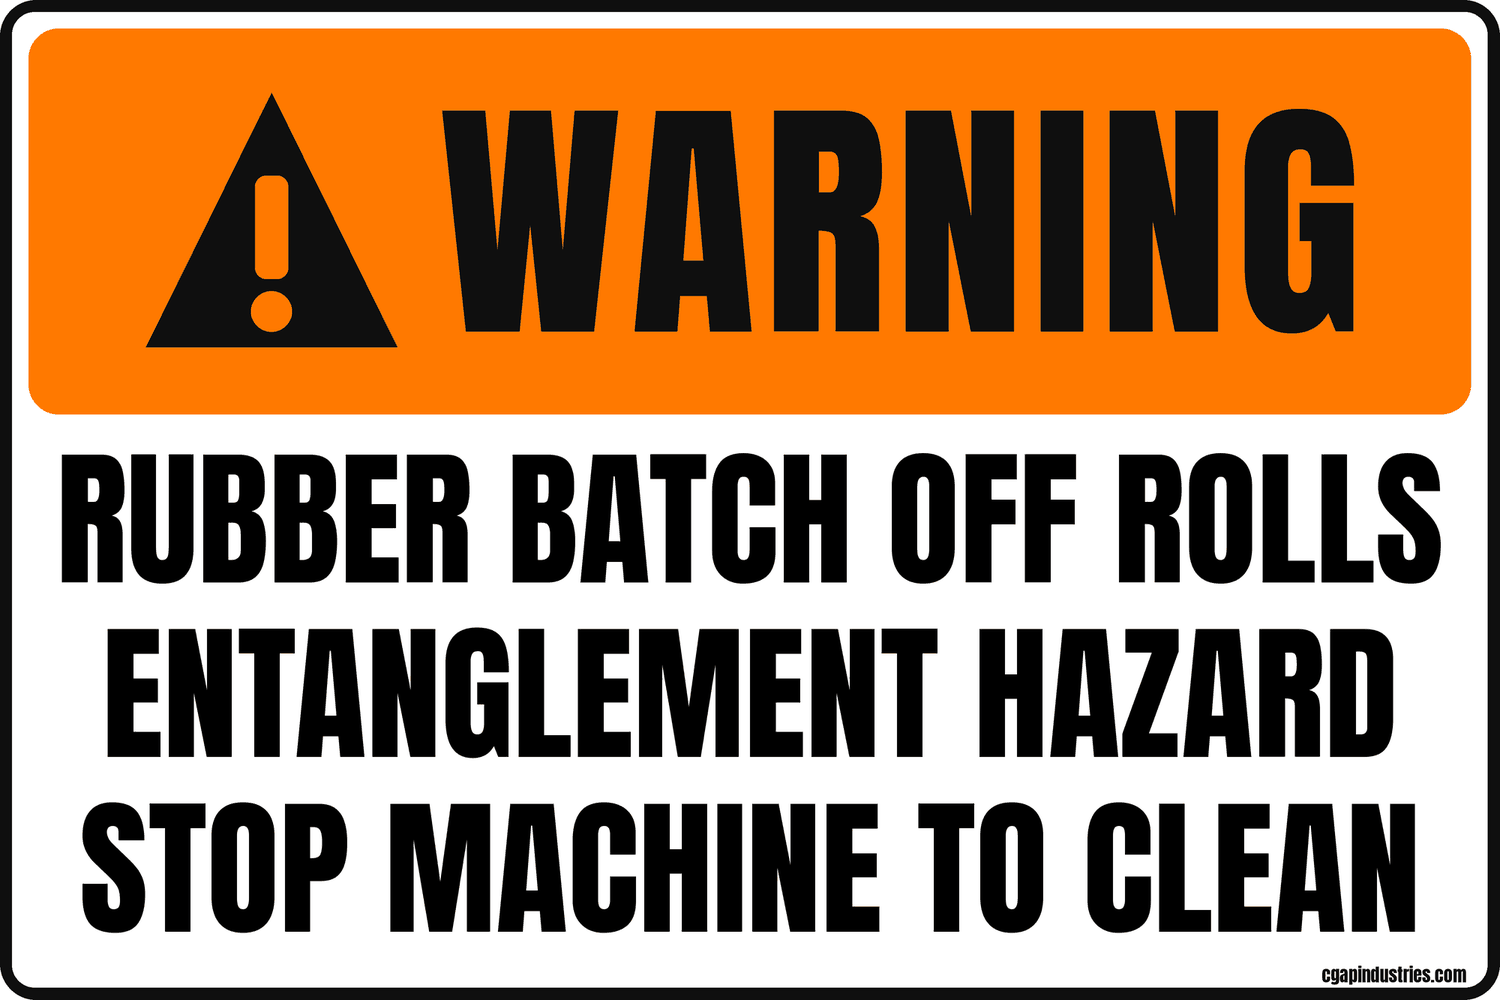 WARNING
RUBBER BATCH OFF ROLLS
ENTANGLEMENT HAZARD
STOP MACHINE TO CLEAN
cgapindustries.com